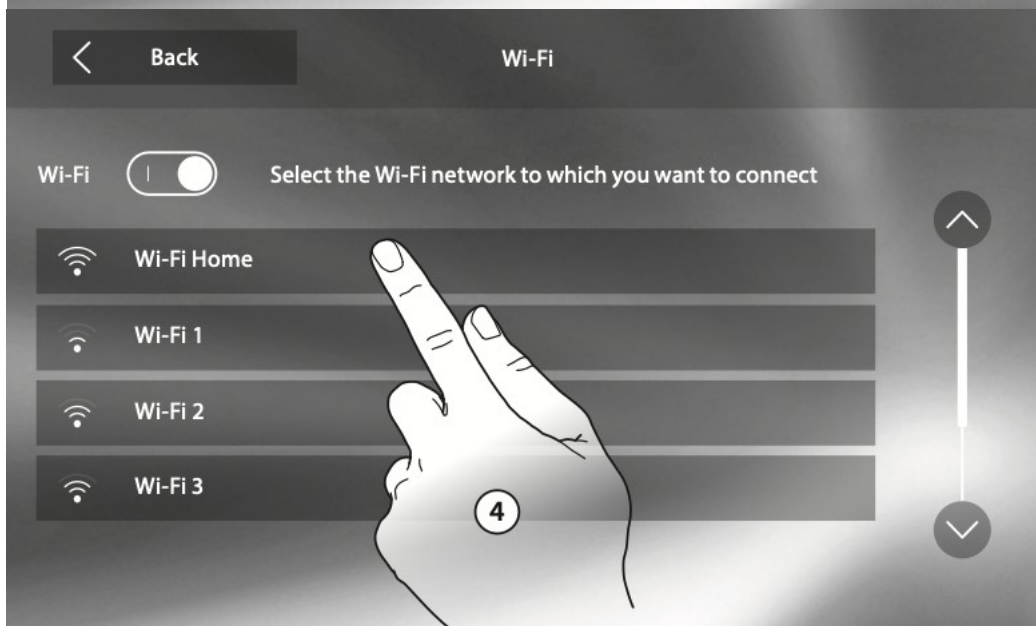 Back
Wi-Fi
Wi-Fi
Select the Wi-Fi network to which you want to connect
Wi-Fi Home
Wi-Fi 1
Wi-Fi 2
Wi-Fi 3
4